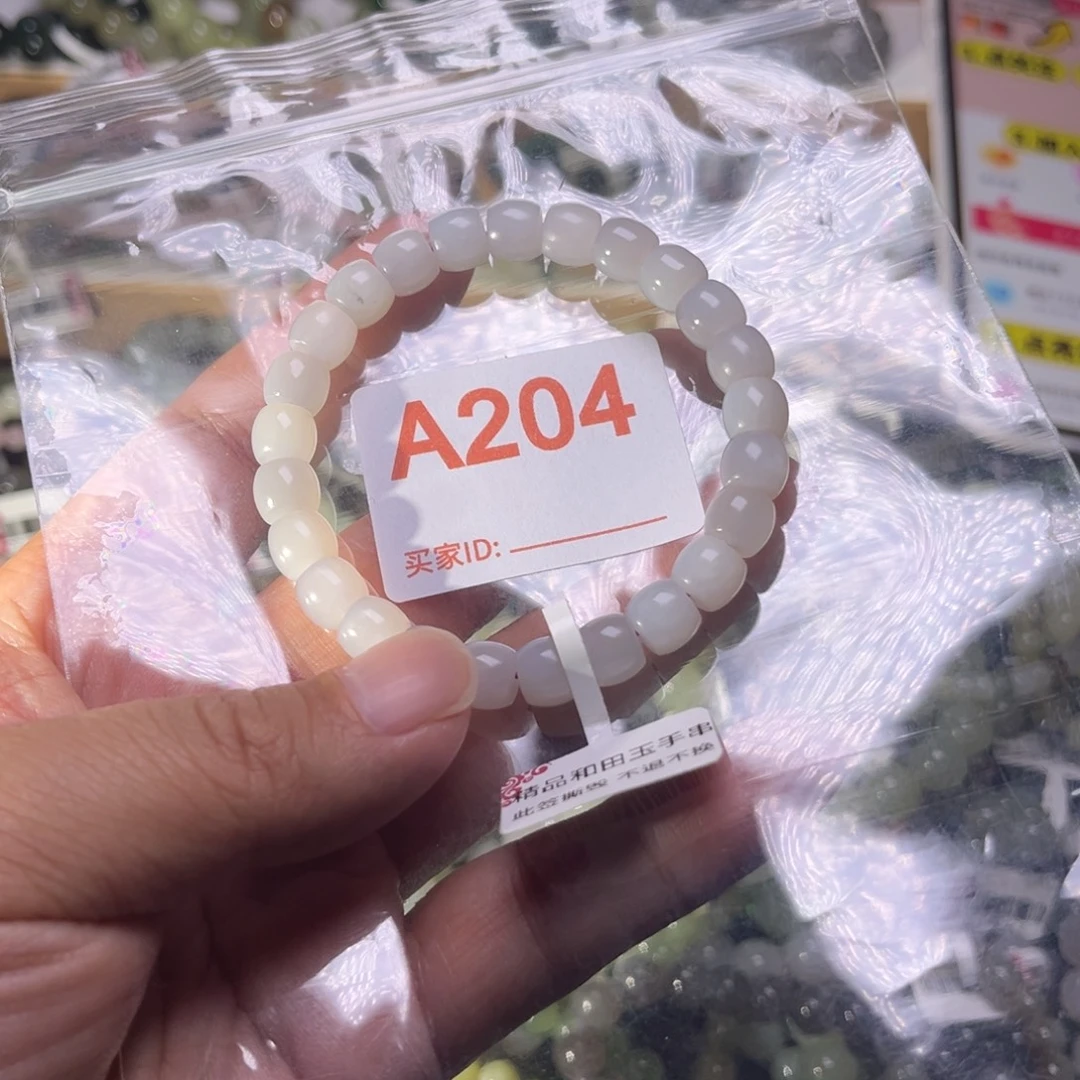 A204
买家ID:
精品和田玉手串
此签撕毁 不退不换